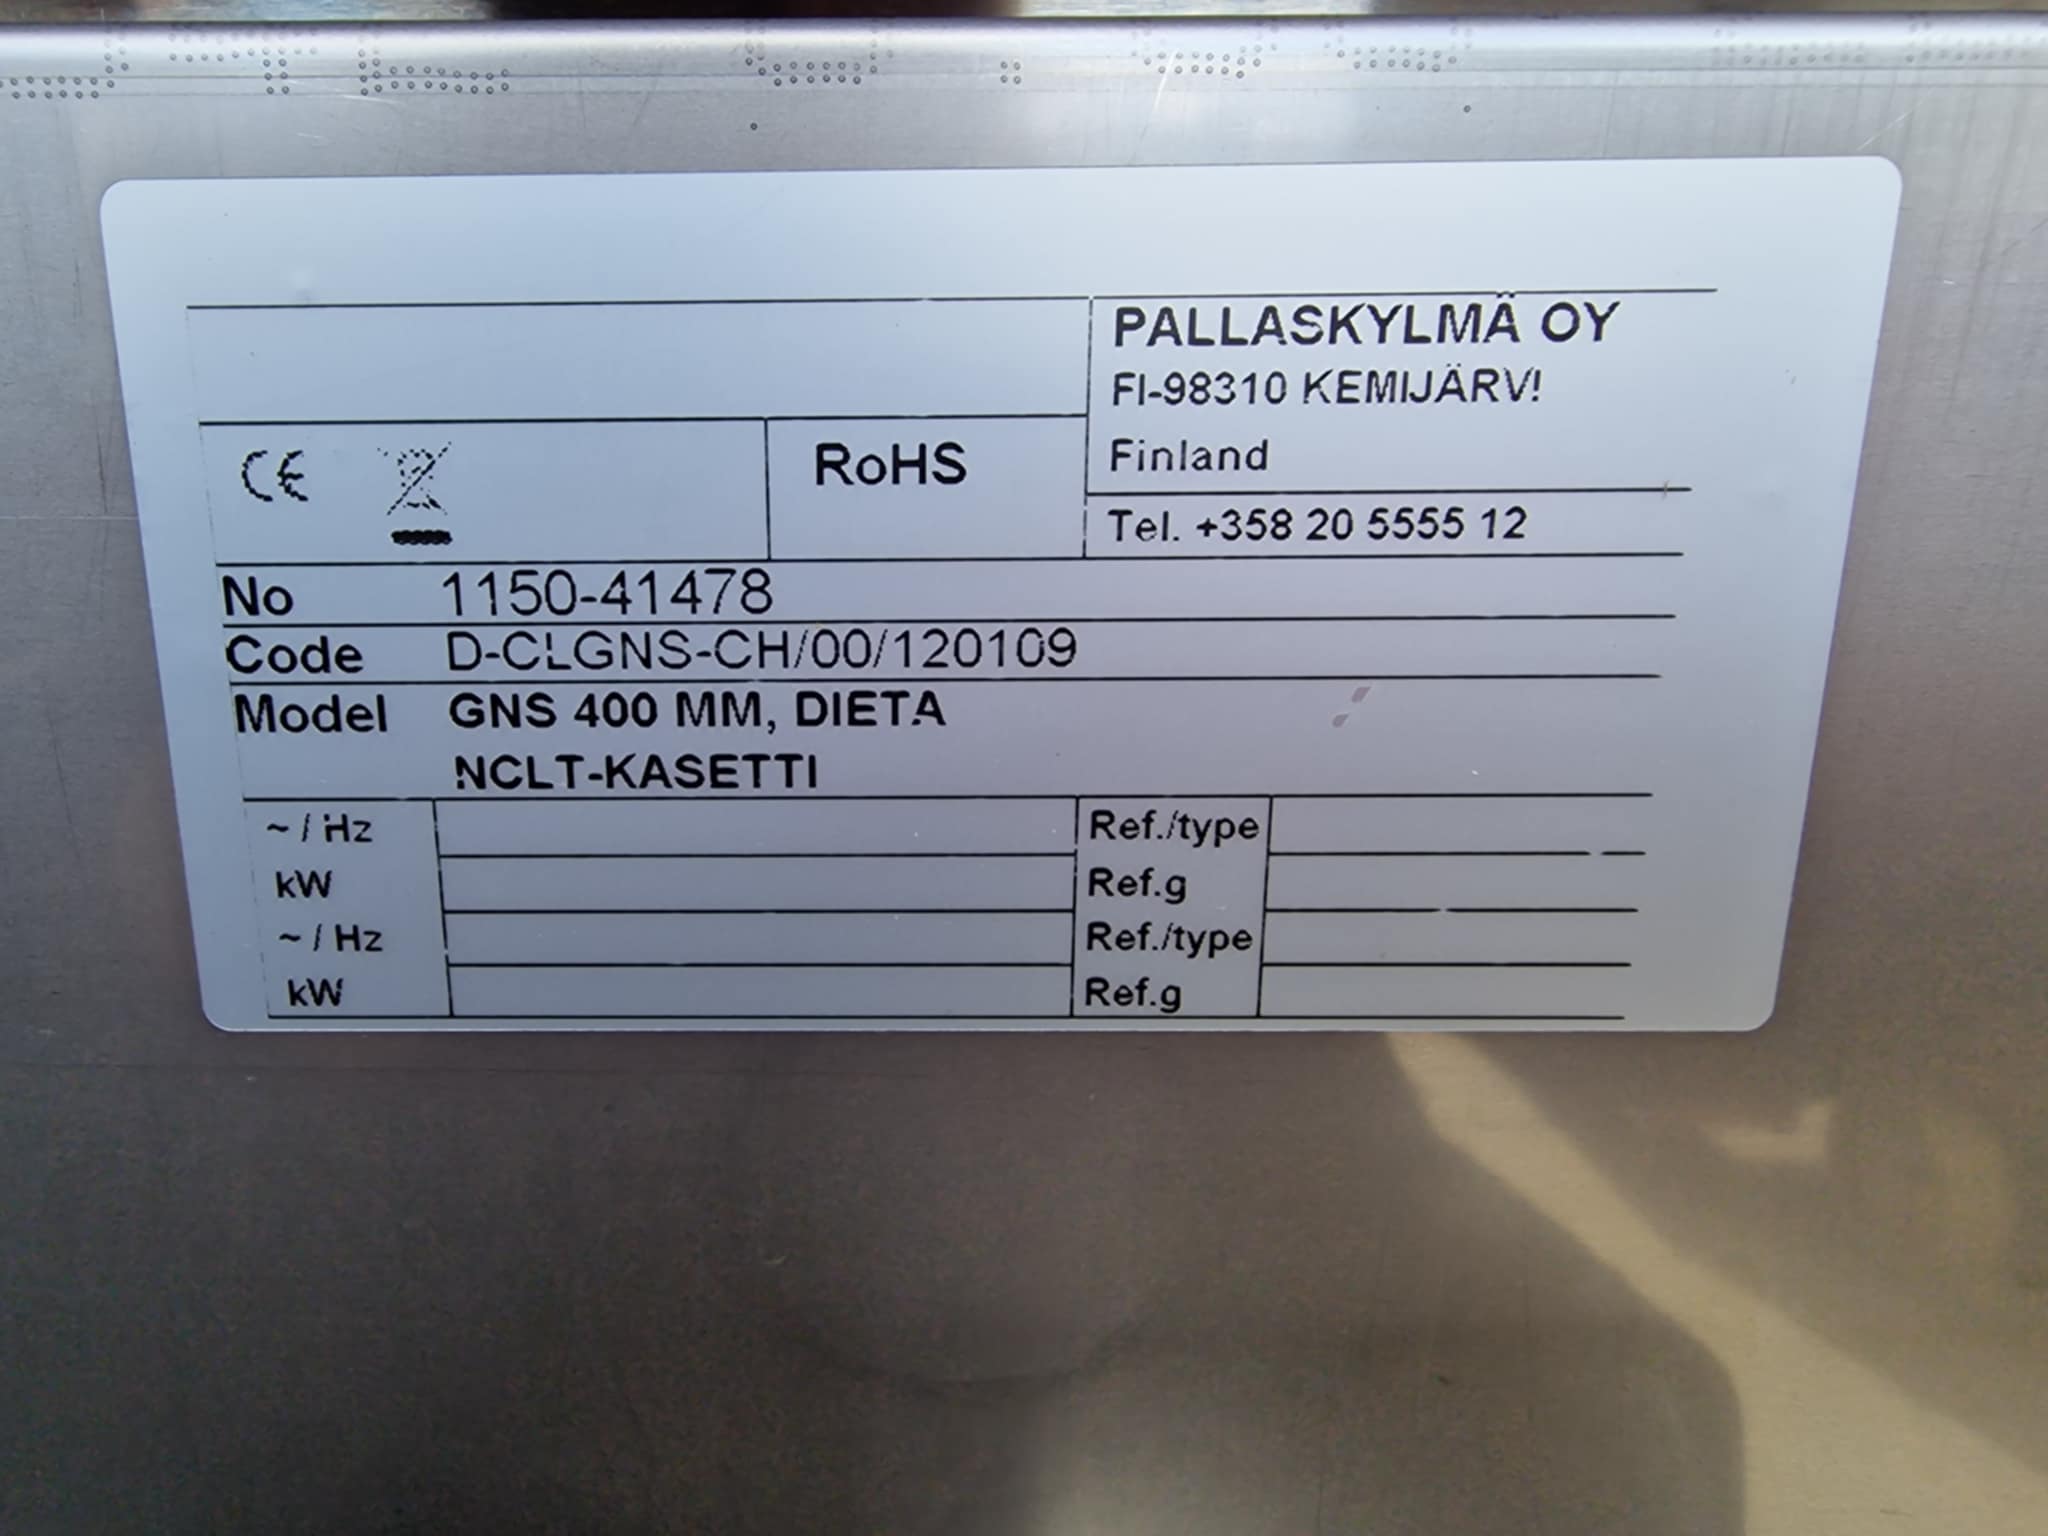 PALLASKYLMÄ OY
FI-98310 KEMIJÄRVI
Finland
CE
RoHS
Tel. +358 20 5555 12
No 1150-41478
Code D-CLGNS-CH/00/120109
Model GNS 400 MM, DIETA
NCLT-KASETTI
~ / Hz Ref./type
kW Ref.g
~ / Hz Ref./type
kW Ref.g